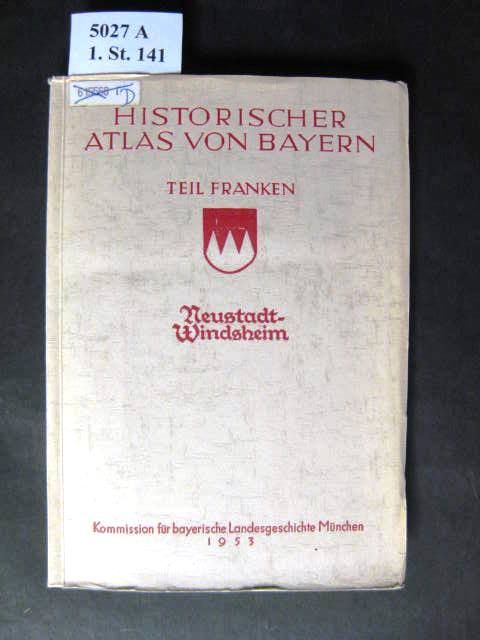 5027 A
1. St. 141
HISTORISCHER
ATLAS VON BAYERN
TEIL FRANKEN
Neustadt-
Windsheim
Kommission für bayerische Landesgeschichte München
1953